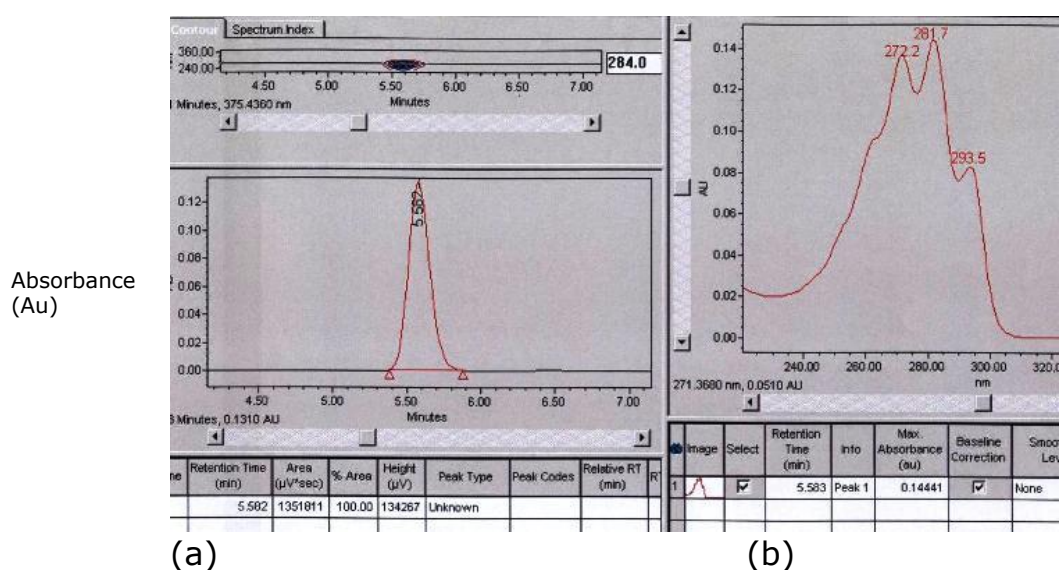 Contour Spectrum Index
360.00
240.00
284.0
4.50 5.00 5.50 6.00 6.50 7.00
Minutes
Minutes, 375.4360 nm
0.12
0.10
0.08
0.06
0.04
0.02
0.00
5.582
4.50 5.00 5.50 6.00 6.50 7.00
Minutes
Minutes, 0.1310 AU
Retention Time (min) Area (µV*sec) % Area Height (µV) Peak Type Peak Codes Relative RT (min)
5.582 1351811 100.00 134267 Unknown
Absorbance
(Au)
(a)
0.14
0.12
0.10
0.08
0.06
0.04
0.02
0.00
AU
272.2
281.7
293.5
240.00 260.00 280.00 300.00
nm
271.3680 nm, 0.0510 AU
Image Select Retention Time (min) Info Max. Absorbance (au) Baseline Correction
1 5.583 Peak 1 0.14441 None
(b)